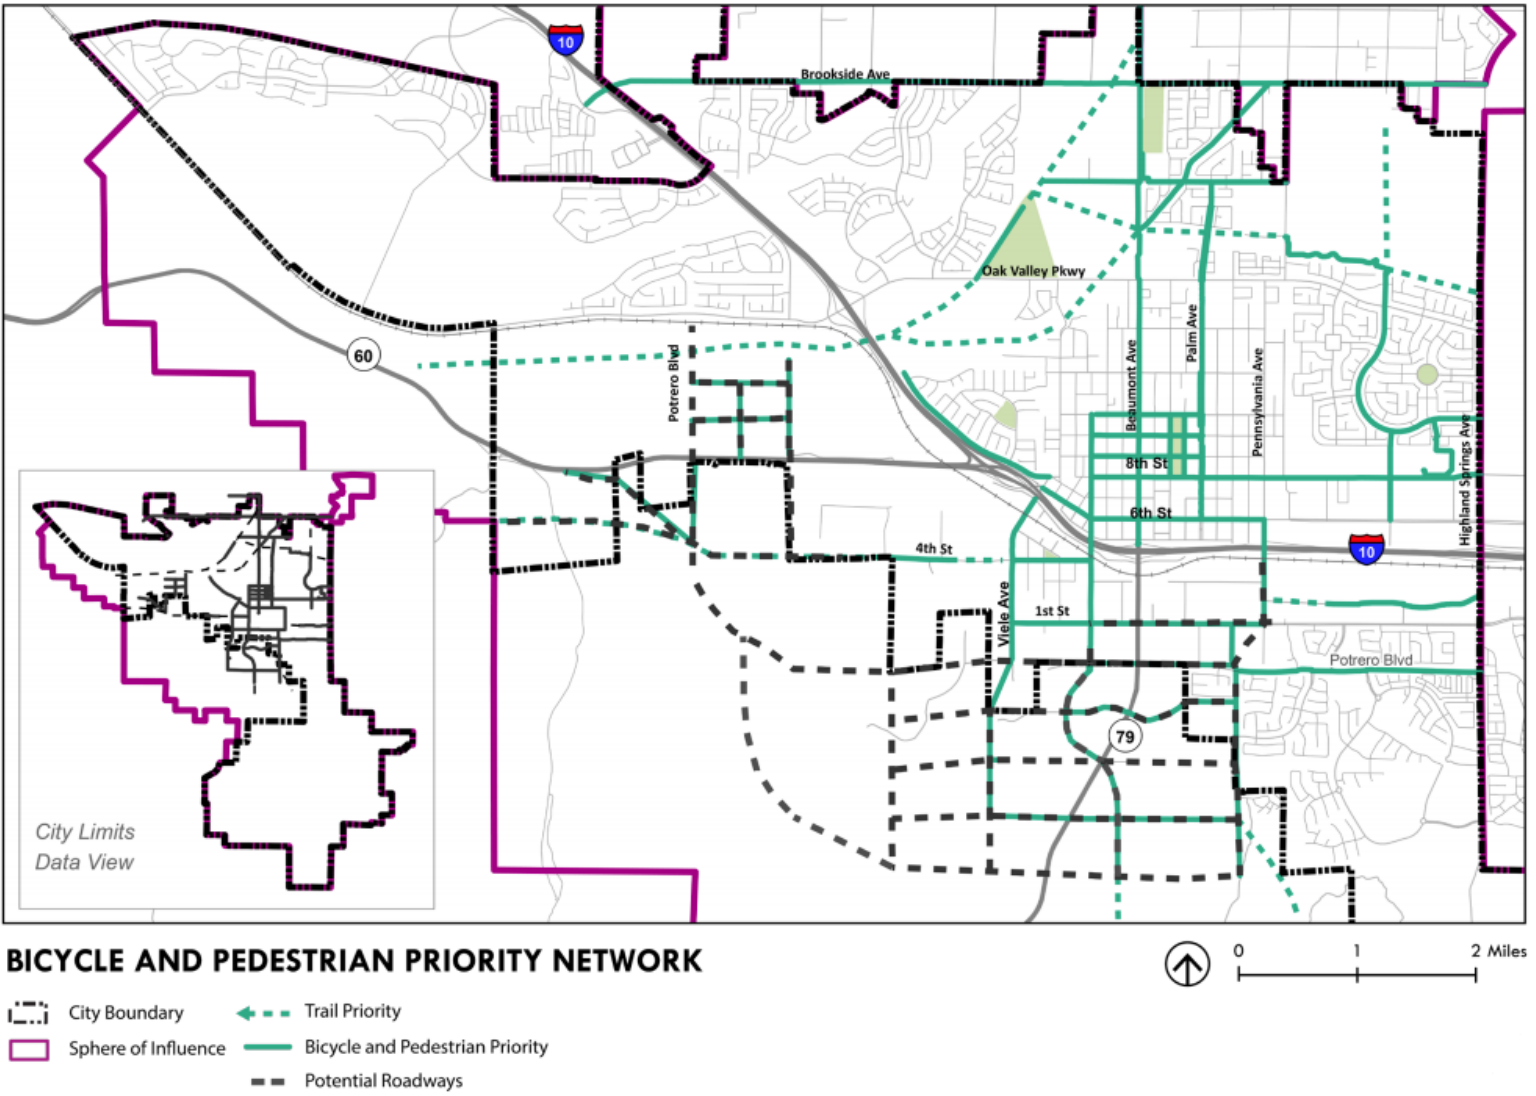 10
Brookside Ave
Oak Valley Pkwy
60
Potrero Blvd
Beaumont Ave
Palm Ave
Pennsylvania Ave
Highland Springs Ave
8th St
6th St
10
4th St
Viele Ave
1st St
Potrero Blvd
79
City Limits
Data View
BICYCLE AND PEDESTRIAN PRIORITY NETWORK
0 1 2 Miles
City Boundary
Trail Priority
Sphere of Influence
Bicycle and Pedestrian Priority
Potential Roadways